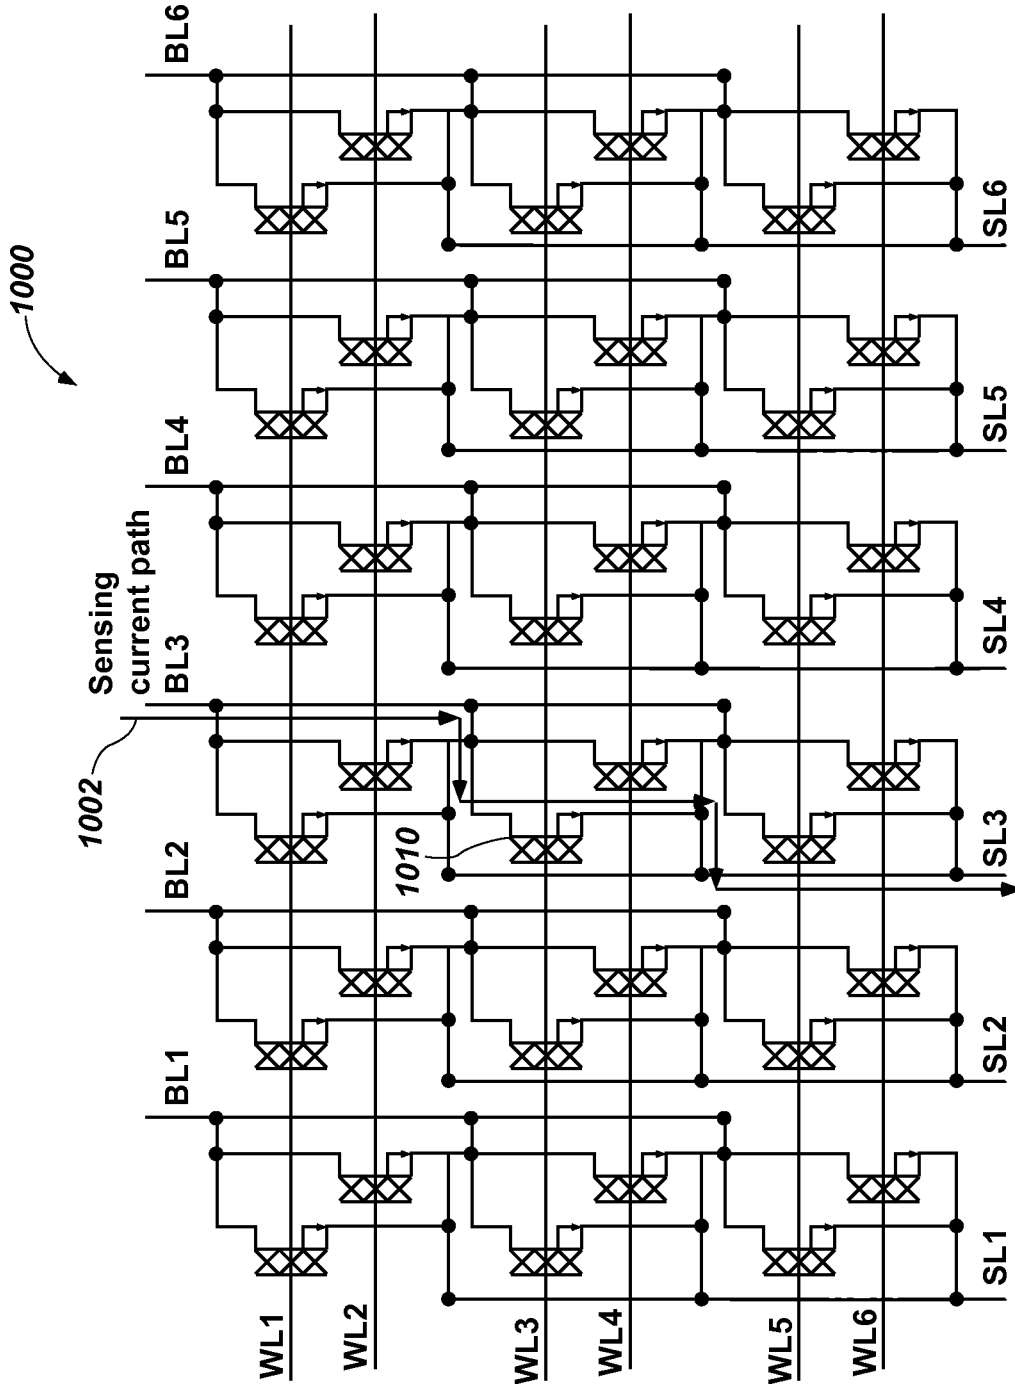 1000
Sensing
current path
1002
BL1
BL2
BL3
BL4
BL5
BL6
WL1
WL2
WL3
1010
WL4
WL5
WL6
SL1
SL2
SL3
SL4
SL5
SL6